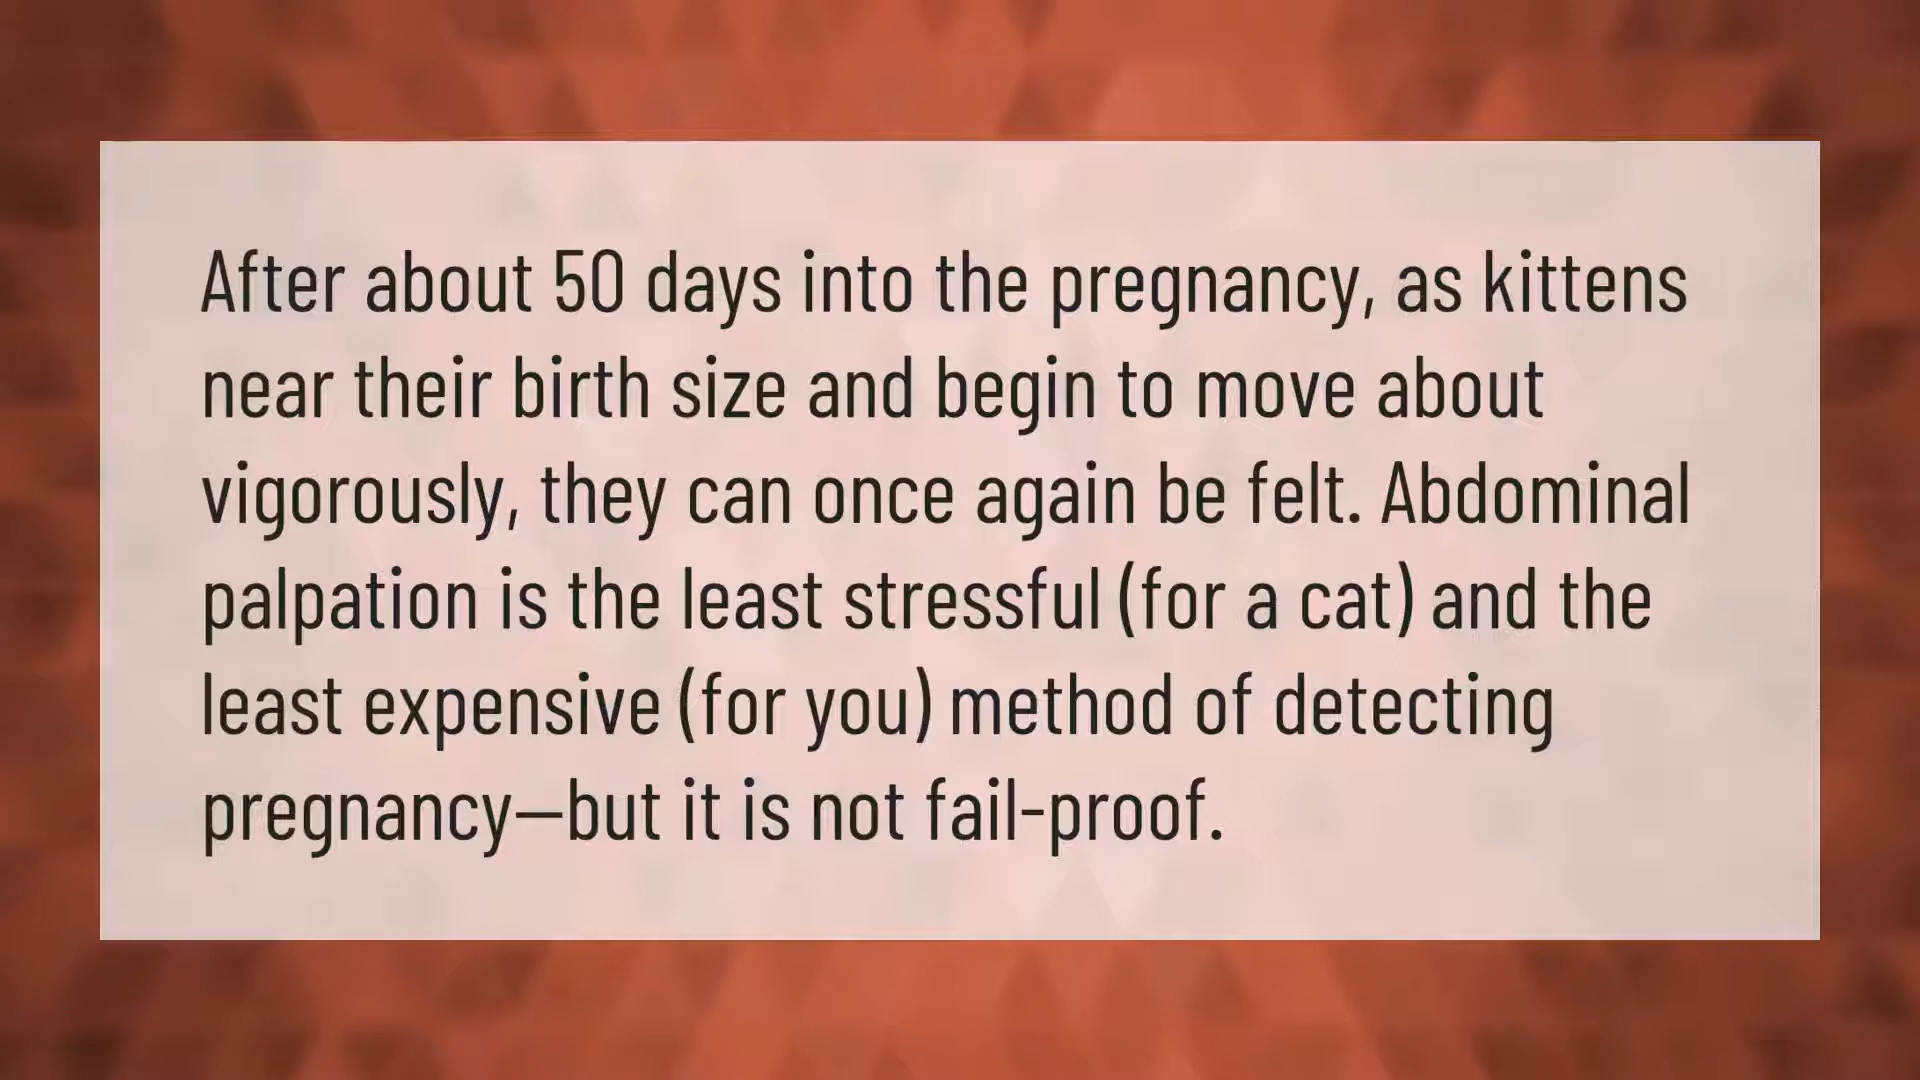 After about 50 days into the pregnancy, as kittens
near their birth size and begin to move about
vigorously, they can once again be felt. Abdominal
palpation is the least stressful (for a cat) and the
least expensive (for you) method of detecting
pregnancy—but it is not fail-proof.